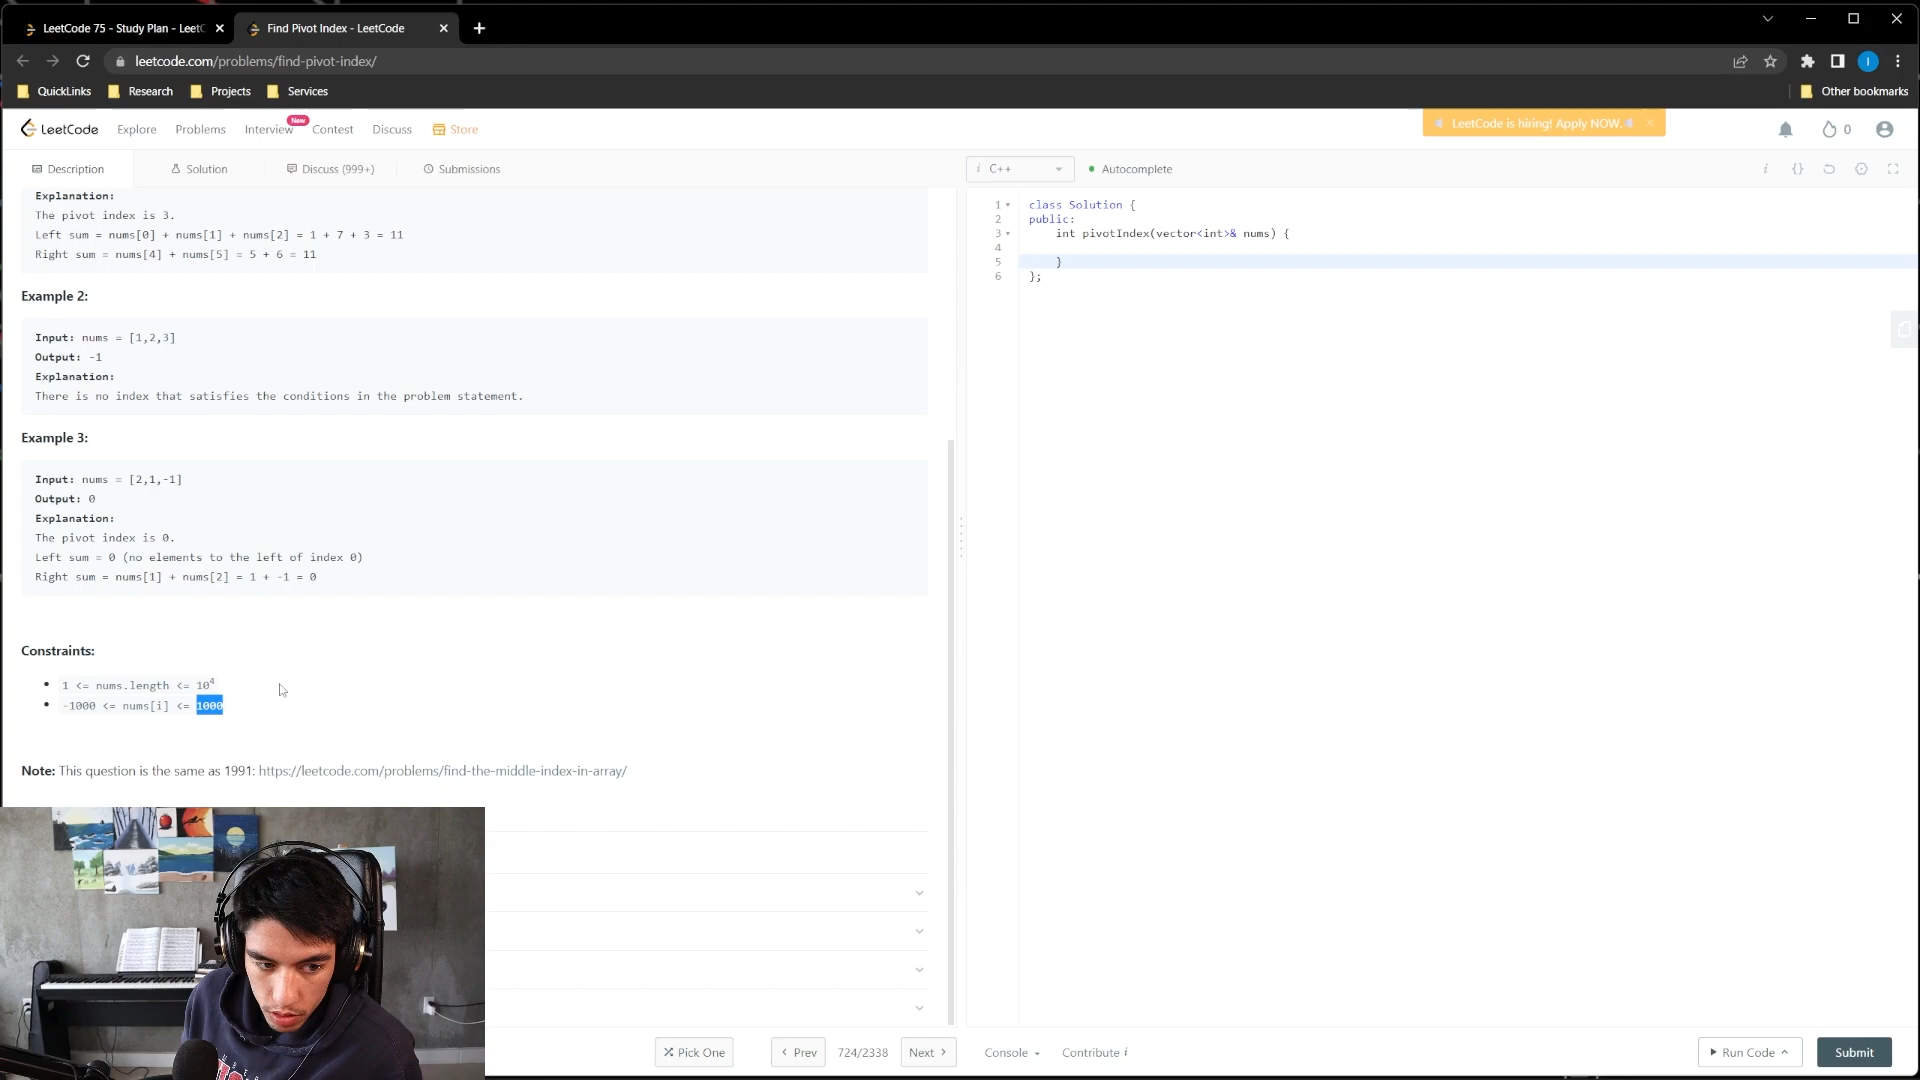 LeetCode 75 - Study Plan - LeetC
Find Pivot Index - LeetCode
leetcode.com/problems/find-pivot-index/
I
QuickLinks
Research
Projects
Services
Other bookmarks
LeetCode
Explore
Problems
Interview
New
Contest
Discuss
Store
LeetCode is hiring! Apply NOW.
0
Description
Solution
Discuss (999+)
Submissions
i C++
Autocomplete
i
{}
Explanation:
The pivot index is 3.
Left sum = nums[0] + nums[1] + nums[2] = 1 + 7 + 3 = 11
Right sum = nums[4] + nums[5] = 5 + 6 = 11
Example 2:
Input: nums = [1,2,3]
Output: -1
Explanation:
There is no index that satisfies the conditions in the problem statement.
Example 3:
Input: nums = [2,1,-1]
Output: 0
Explanation:
The pivot index is 0.
Left sum = 0 (no elements to the left of index 0)
Right sum = nums[1] + nums[2] = 1 + -1 = 0
Constraints:
• 1 <= nums.length <= 10⁴
• -1000 <= nums[i] <= 1000
Note: This question is the same as 1991: https://leetcode.com/problems/find-the-middle-index-in-array/
1 class Solution {
2 public:
3 int pivotIndex(vector<int>& nums) {
4
5 }
6 };
Pick One
Prev
724/2338
Next
Console
Contribute i
Run Code
Submit